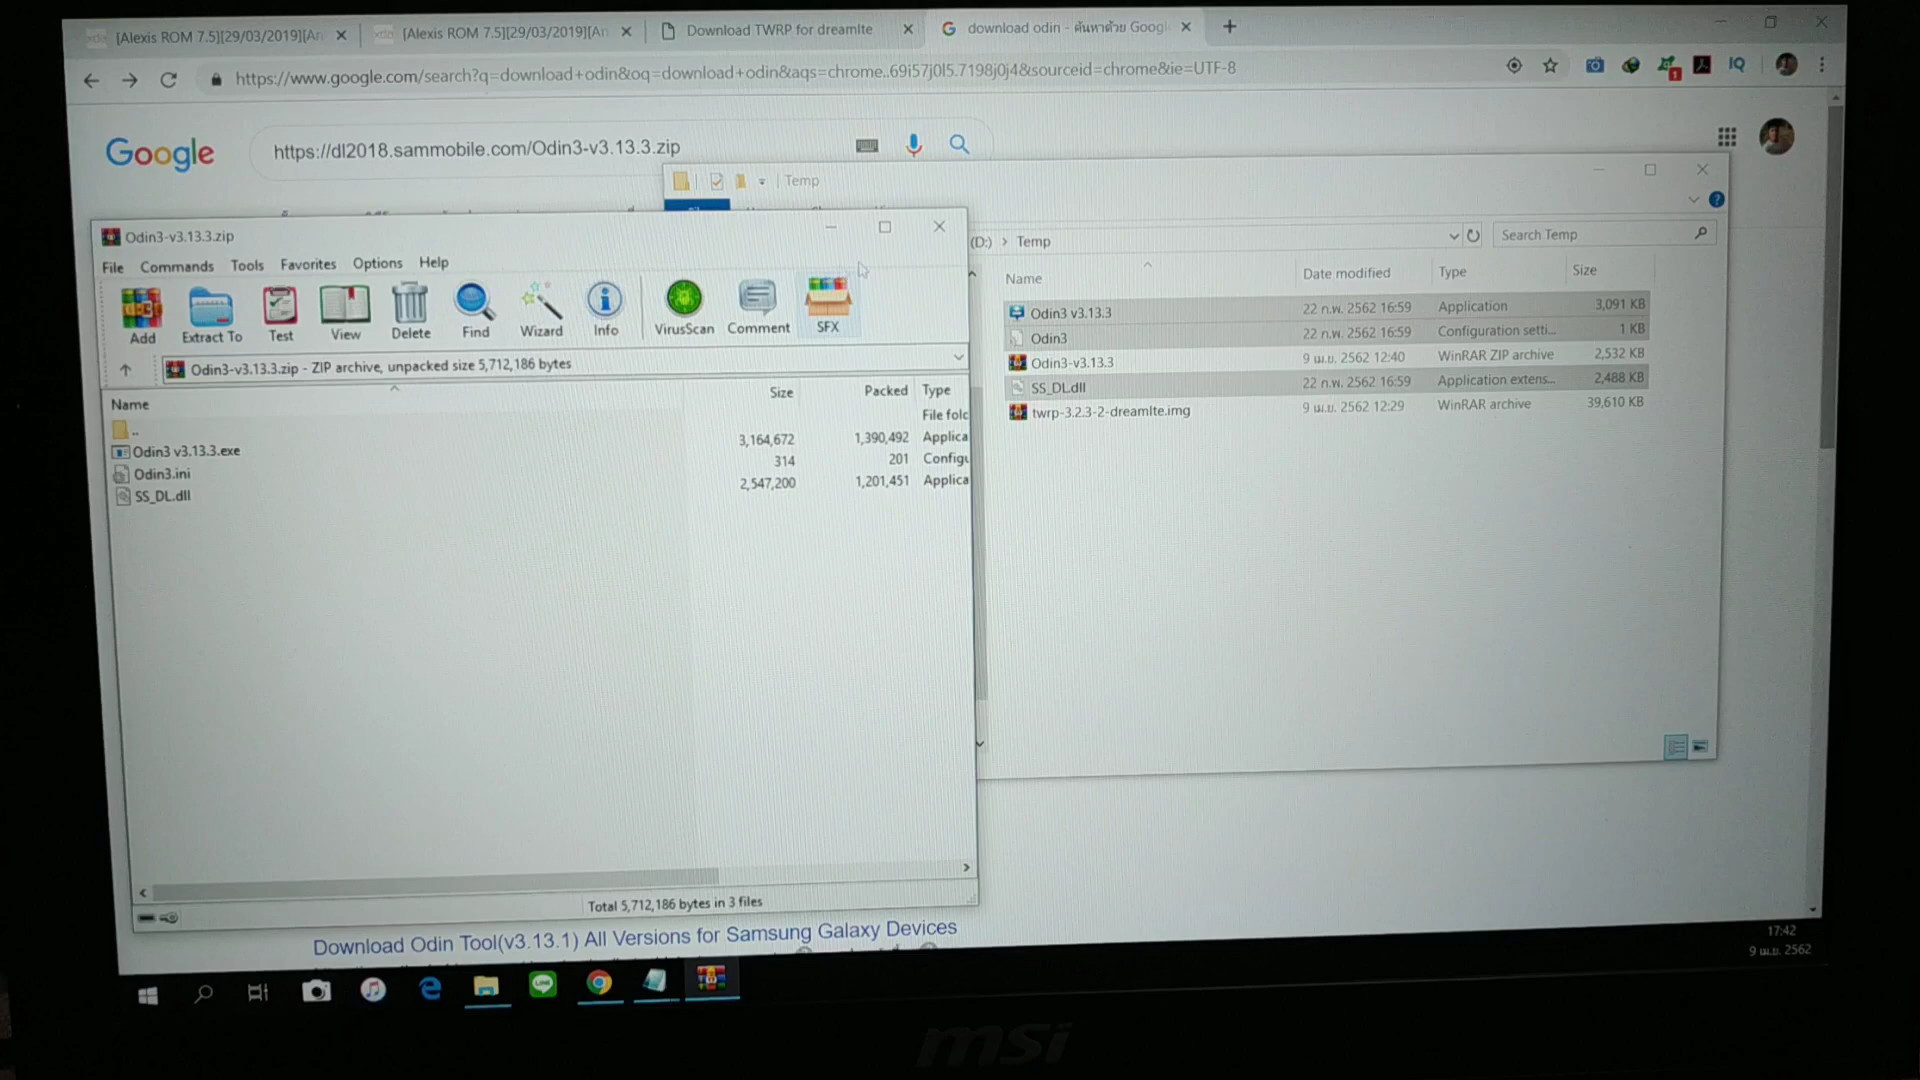 [Alexis ROM 7.5][29/03/2019][An
[Alexis ROM 7.5][29/03/2019][An
Download TWRP for dreamlte
download odin - ค้นหาด้วย Googl
https://www.google.com/search?q=download+odin&oq=download+odin&aqs=chrome..69i57j0l5.7198j0j4&sourceid=chrome&ie=UTF-8
1
IQ
Google
https://dl2018.sammobile.com/Odin3-v3.13.3.zip
Temp
Odin3-v3.13.3.zip
File Commands Tools Favorites Options Help
Add Extract To Test View Delete Find Wizard Info VirusScan Comment SFX
Odin3-v3.13.3.zip - ZIP archive, unpacked size 5,712,186 bytes
Name Size Packed Type
.. File folc
Odin3 v3.13.3.exe 3,164,672 1,390,492 Applica
Odin3.ini 314 201 Configu
SS_DL.dll 2,547,200 1,201,451 Applica
Total 5,712,186 bytes in 3 files
(D:) > Temp
Search Temp
Name Date modified Type Size
Odin3 v3.13.3 22 ก.พ. 2562 16:59 Application 3,091 KB
Odin3 22 ก.พ. 2562 16:59 Configuration setti... 1 KB
Odin3-v3.13.3 9 เม.ย. 2562 12:40 WinRAR ZIP archive 2,532 KB
SS_DL.dll 22 ก.พ. 2562 16:59 Application extens... 2,488 KB
twrp-3.2.3-2-dreamlte.img 9 เม.ย. 2562 12:29 WinRAR archive 39,610 KB
Download Odin Tool(v3.13.1) All Versions for Samsung Galaxy Devices
LINE
17:42
9 เม.ย. 2562
msi